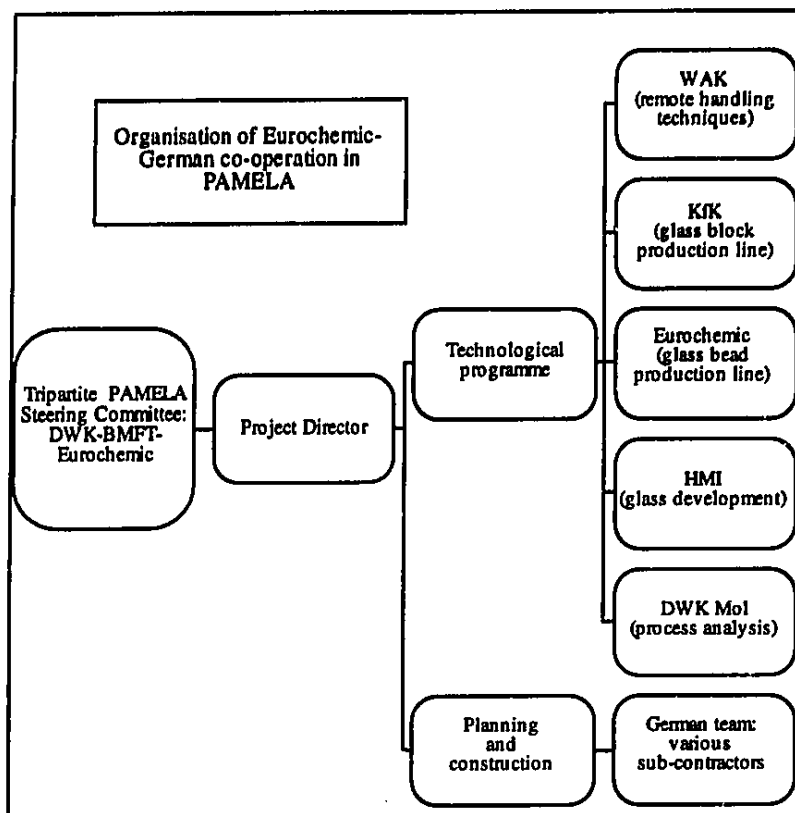 Organisation of Eurochemic-
German co-operation in
PAMELA
WAK
(remote handling
techniques)
KfK
(glass block
production line)
Eurochemic
(glass bead
production line)
HMI
(glass development)
DWK Mol
(process analysis)
Technological
programme
Tripartite PAMELA
Steering Committee:
DWK-BMFT-
Eurochemic
Project Director
Planning
and
construction
German team:
various
sub-contractors